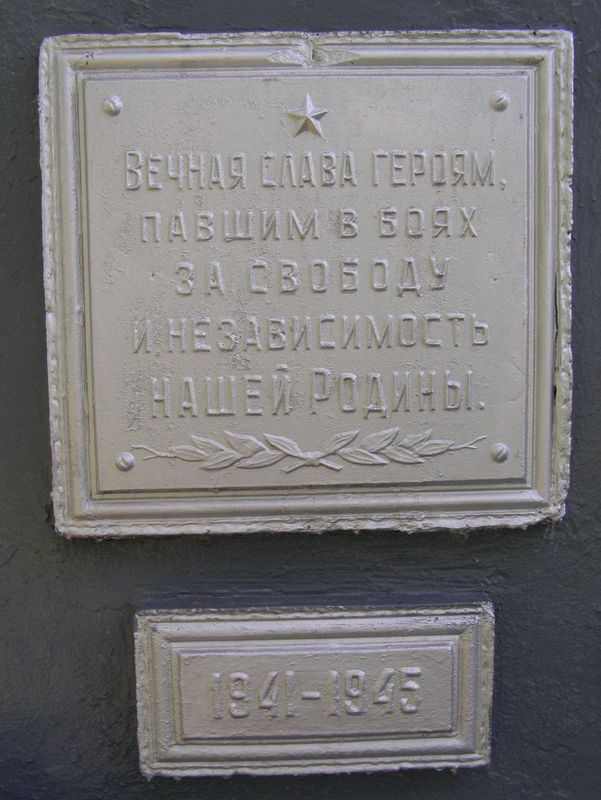 Вечная слава героям,
павшим в боях
за свободу
и независимость
нашей Родины.
1941-1945